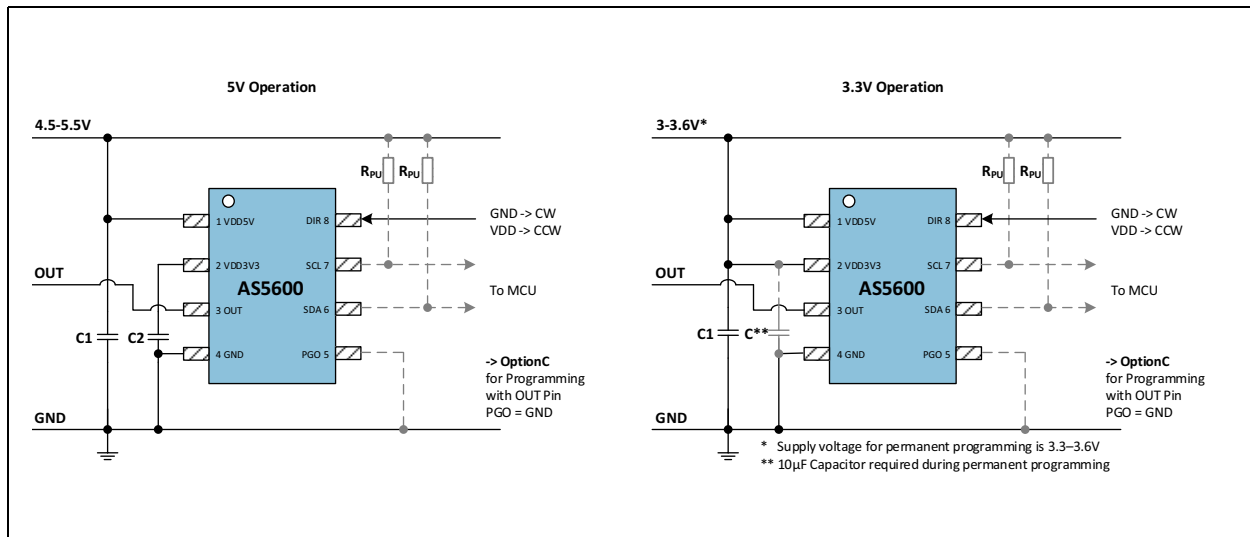 5V Operation
4.5-5.5V
RPU RPU
1 VDD5V
DIR 8
GND -> CW
VDD -> CCW
2 VDD3V3
SCL 7
OUT
AS5600
To MCU
3 OUT
SDA 6
C1
C2
4 GND
PGO 5
-> OptionC
for Programming
with OUT Pin
PGO = GND
GND
3.3V Operation
3-3.6V*
RPU RPU
1 VDD5V
DIR 8
GND -> CW
VDD -> CCW
2 VDD3V3
SCL 7
OUT
AS5600
To MCU
3 OUT
SDA 6
C1
C**
4 GND
PGO 5
-> OptionC
for Programming
with OUT Pin
PGO = GND
GND
* Supply voltage for permanent programming is 3.3–3.6V
** 10µF Capacitor required during permanent programming